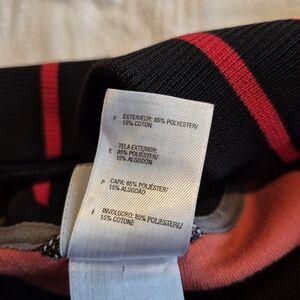 F EXTERIEUR: 85% POLYESTER/
15% COTON
TELA EXTERIOR:
E 85% POLIÉSTER/
15% ALGODON
P CAPA: 85% POLIÉSTER/
15% ALGODÃO
I INVOLUCRO: 85% POLIESTERE/
15% COTONE